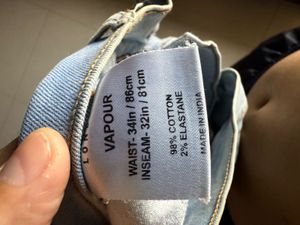 VAPOUR
WAIST- 34in / 86cm
INSEAM- 32in / 81cm
98% COTTON
2% ELASTANE
MADE IN INDIA